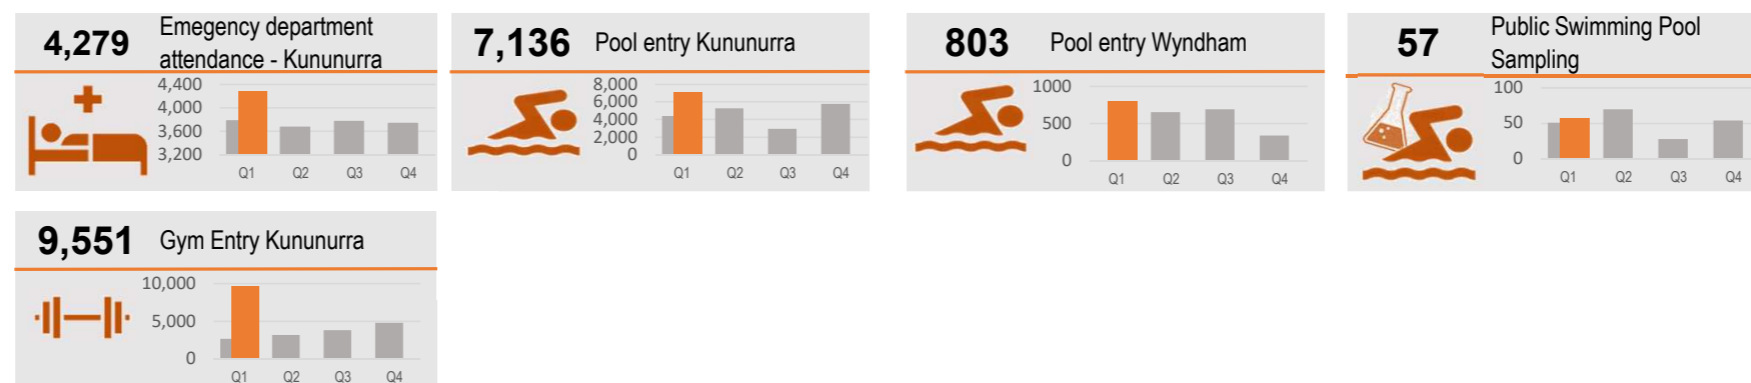 4,279
Emegency department
attendance - Kununurra
4,400
4,000
3,600
3,200
Q1 Q2 Q3 Q4
7,136
Pool entry Kununurra
8,000
6,000
4,000
2,000
0
Q1 Q2 Q3 Q4
803
Pool entry Wyndham
1000
500
0
Q1 Q2 Q3 Q4
57
Public Swimming Pool
Sampling
100
50
0
Q1 Q2 Q3 Q4
9,551
Gym Entry Kununurra
10,000
5,000
0
Q1 Q2 Q3 Q4